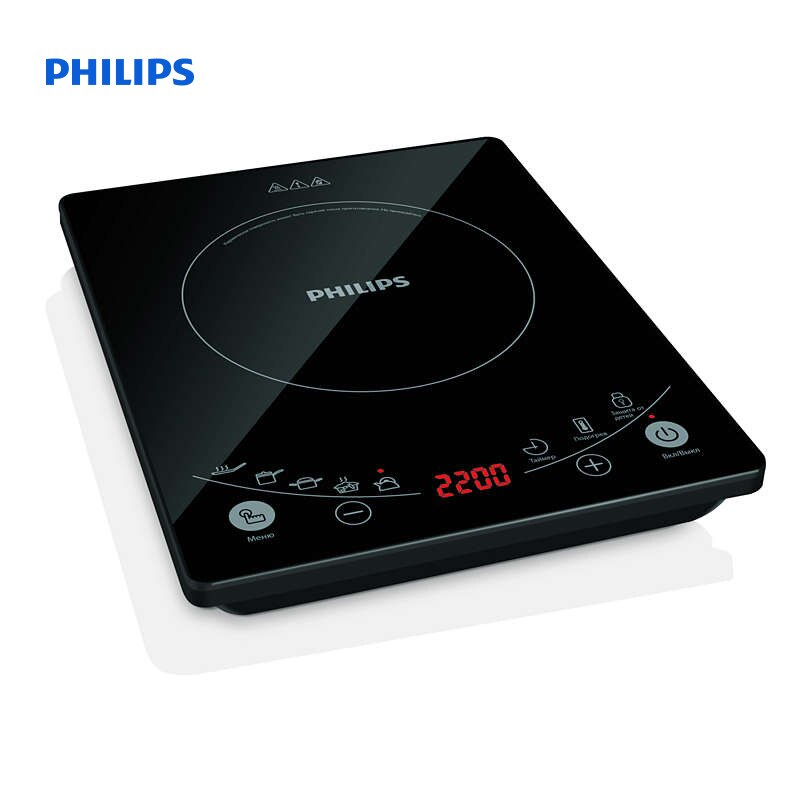 PHILIPS
PHILIPS
2200
Защита от
детей
Подогрев
Таймер
Вкл/Выкл
Меню